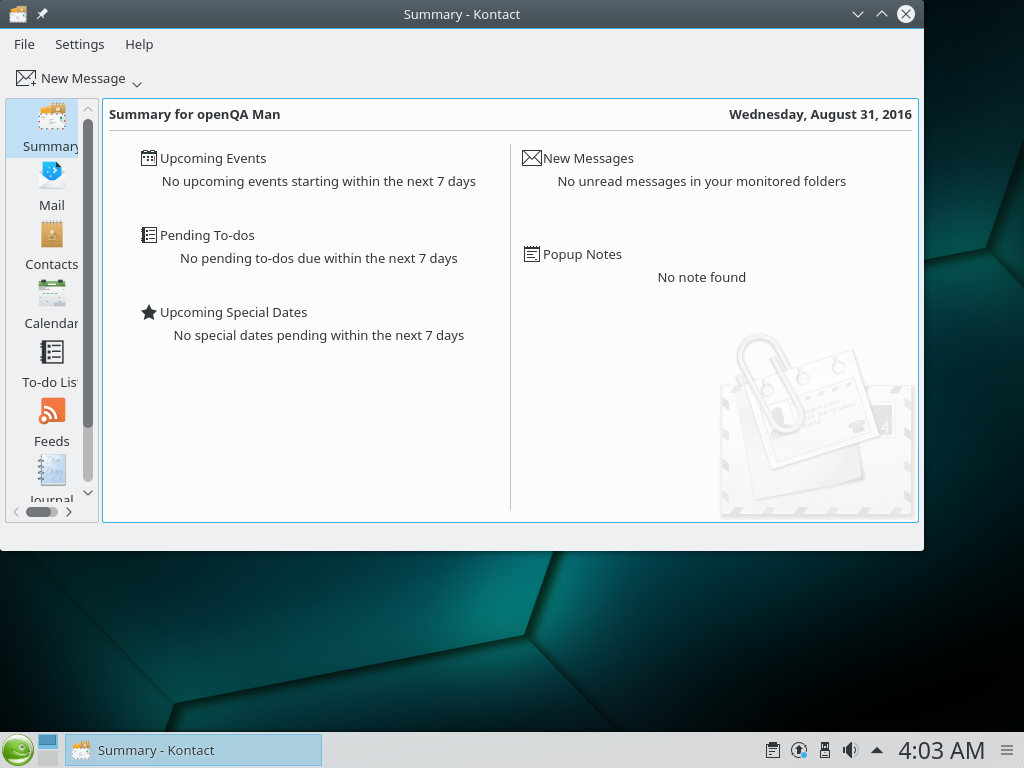 Summary - Kontact
File Settings Help
New Message
Summary
Mail
Contacts
Calendar
To-do Lis
Feeds
Journal
Summary for openQA Man
Wednesday, August 31, 2016
Upcoming Events
No upcoming events starting within the next 7 days
Pending To-dos
No pending to-dos due within the next 7 days
Upcoming Special Dates
No special dates pending within the next 7 days
New Messages
No unread messages in your monitored folders
Popup Notes
No note found
4
Summary - Kontact
4:03 AM